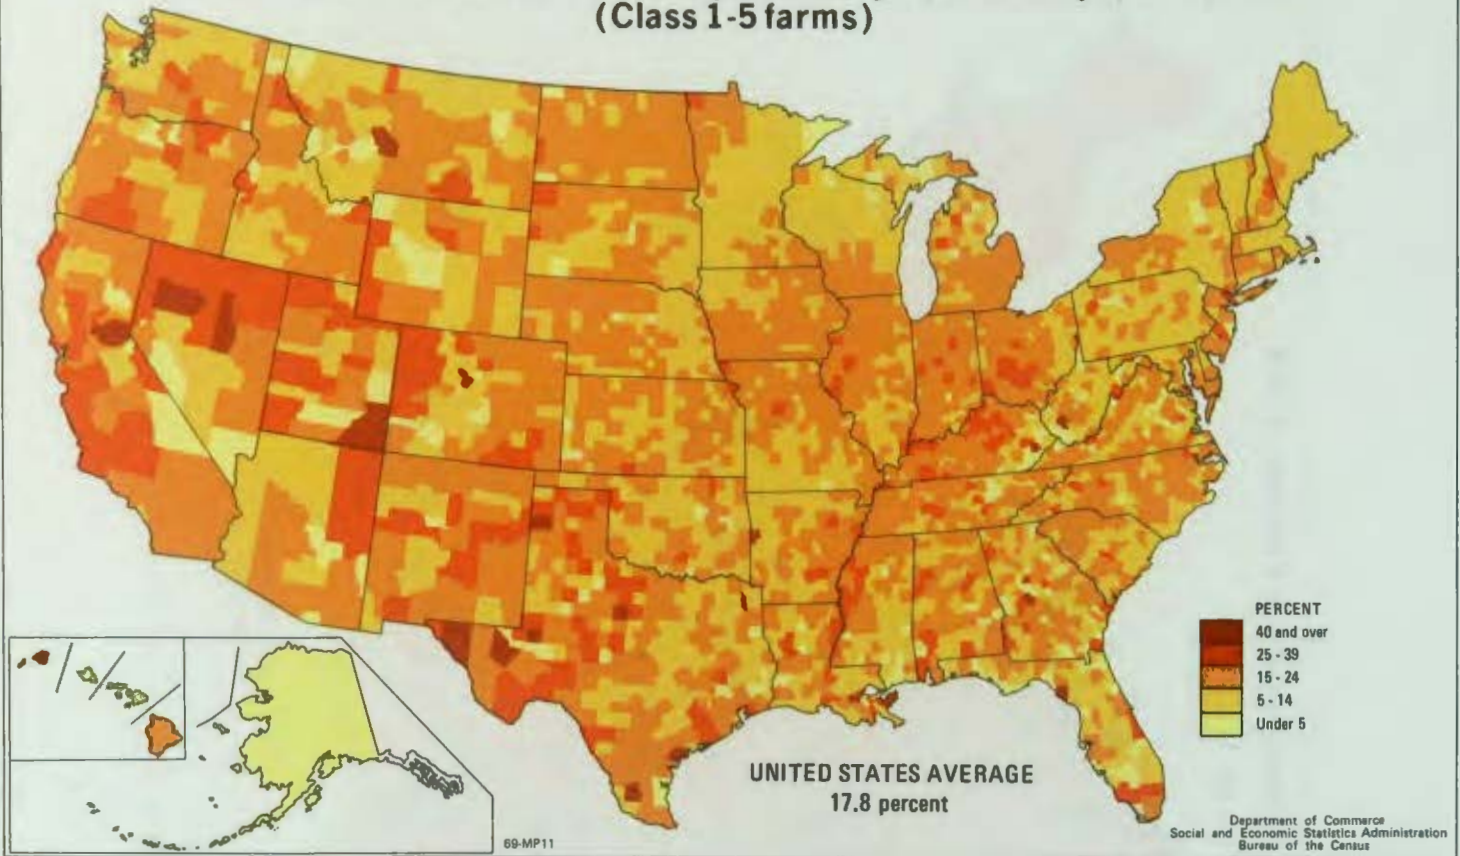 (Class 1-5 farms)
PERCENT
40 and over
25 - 39
15 - 24
5 - 14
Under 5
UNITED STATES AVERAGE
17.8 percent
Department of Commerce
Social and Economic Statistics Administration
Bureau of the Census
69-MP11